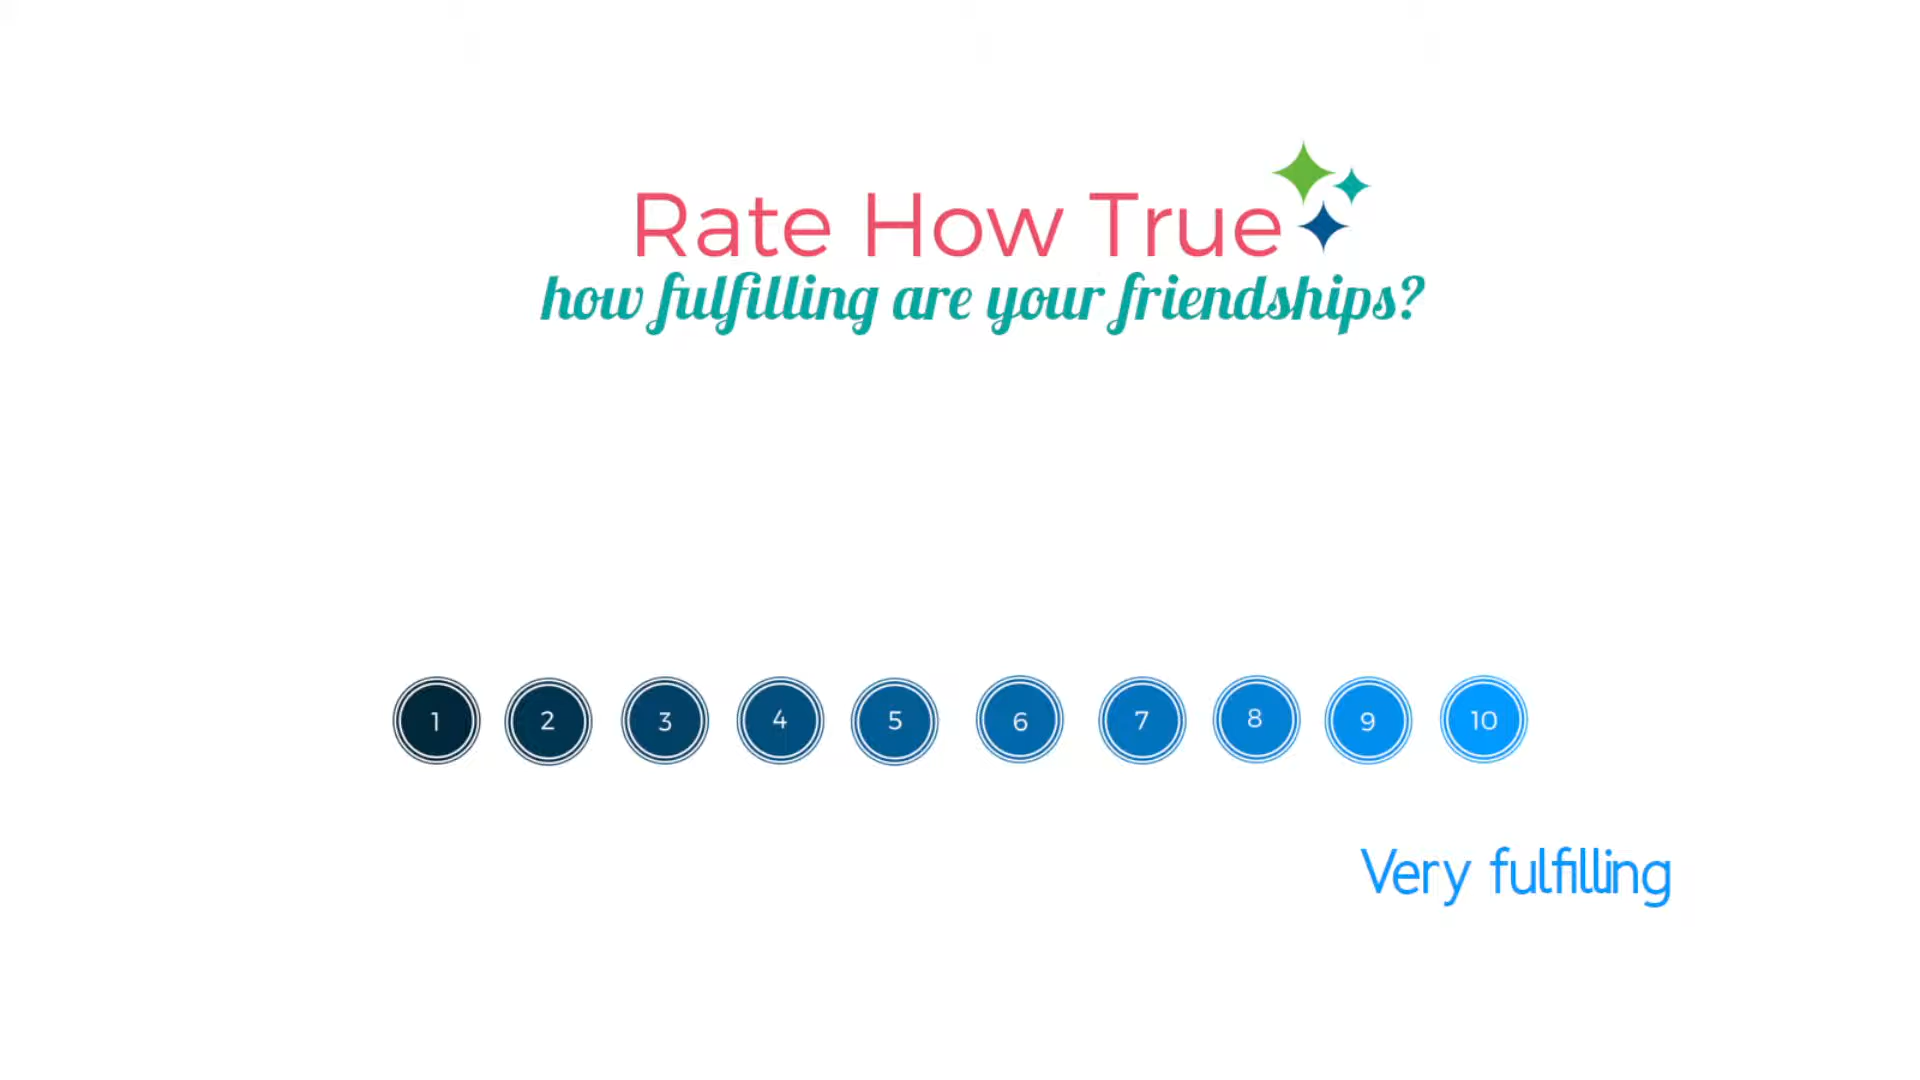 Rate How True
how fulfilling are your friendships?
1 2 3 4 5 6 7 8 9 10
Very fulfilling